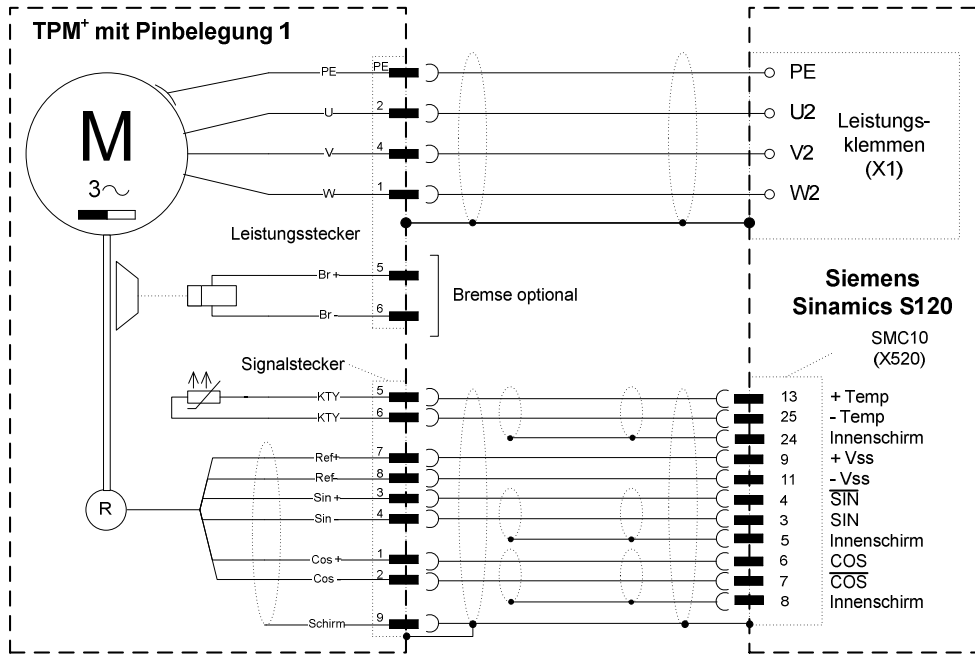 TPM+ mit Pinbelegung 1
M
3~
PE PE PE
U 2 U2
V 4 V2
W 1 W2
Leistungs-
klemmen
(X1)
Leistungsstecker
Br + 5
Br - 6
Bremse optional
Siemens
Sinamics S120
SMC10
(X520)
Signalstecker
KTY 5 13 + Temp
KTY 6 25 - Temp
24 Innenschirm
Ref+ 7 9 + Vss
Ref- 8 11 - Vss
Sin + 3 4 S̅I̅N̅
Sin - 4 3 SIN
5 Innenschirm
R
Cos + 1 6 COS
Cos - 2 7 C̅O̅S̅
8 Innenschirm
Schirm 9